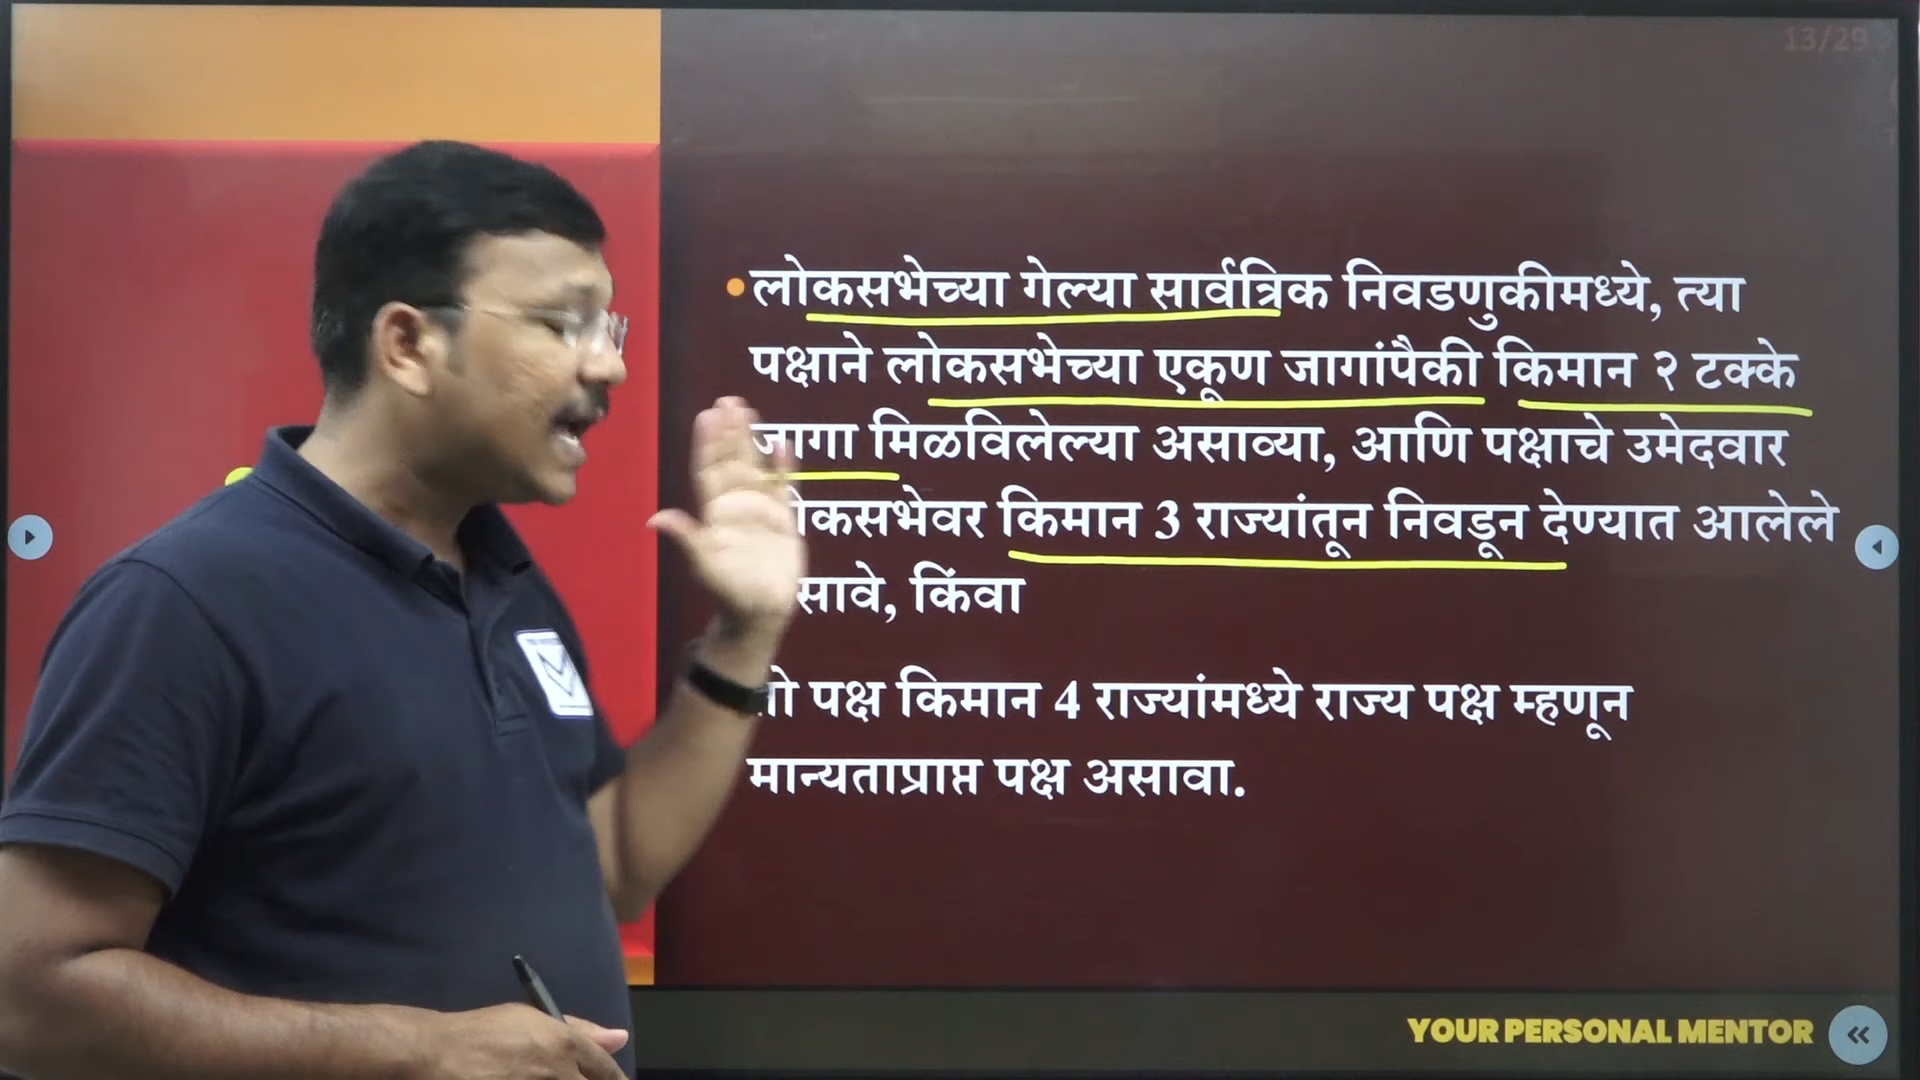 13/29
लोकसभेच्या गेल्या सार्वत्रिक निवडणुकीमध्ये, त्या
पक्षाने लोकसभेच्या एकूण जागांपैकी किमान २ टक्के
जागा मिळविलेल्या असाव्या, आणि पक्षाचे उमेदवार
किमान 3 राज्यांतून निवडून देण्यात आलेले
किंवा
पक्ष किमान 4 राज्यांमध्ये राज्य पक्ष म्हणून
मान्यताप्राप्त पक्ष असावा.
YOUR PERSONAL MENTOR